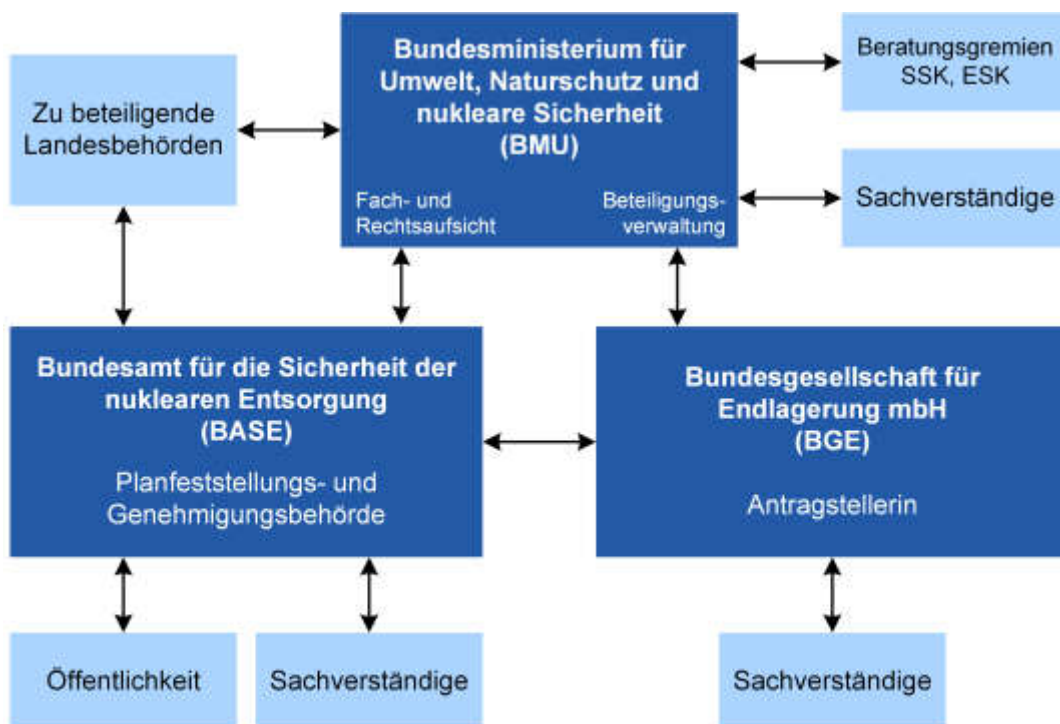 Bundesministerium für
Umwelt, Naturschutz und
nukleare Sicherheit
(BMU)
Fach- und
Rechtsaufsicht
Beteiligungs-
verwaltung
Beratungsgremien
SSK, ESK
Zu beteiligende
Landesbehörden
Sachverständige
Bundesamt für die Sicherheit der
nuklearen Entsorgung
(BASE)
Planfeststellungs- und
Genehmigungsbehörde
Bundesgesellschaft für
Endlagerung mbH
(BGE)
Antragstellerin
Öffentlichkeit
Sachverständige
Sachverständige